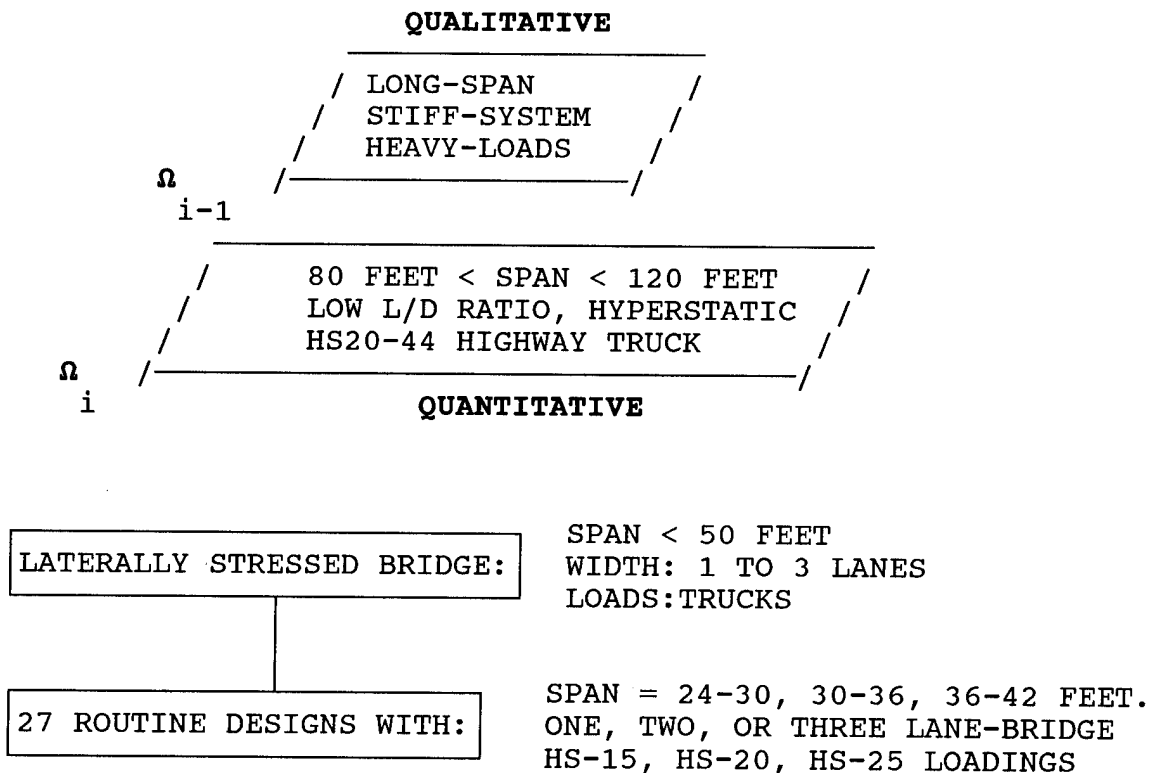 QUALITATIVE
LONG-SPAN
STIFF-SYSTEM
HEAVY-LOADS
Ω i-1
80 FEET < SPAN < 120 FEET
LOW L/D RATIO, HYPERSTATIC
HS20-44 HIGHWAY TRUCK
Ω i
QUANTITATIVE
LATERALLY STRESSED BRIDGE:
SPAN < 50 FEET
WIDTH: 1 TO 3 LANES
LOADS:TRUCKS
27 ROUTINE DESIGNS WITH:
SPAN = 24-30, 30-36, 36-42 FEET.
ONE, TWO, OR THREE LANE-BRIDGE
HS-15, HS-20, HS-25 LOADINGS